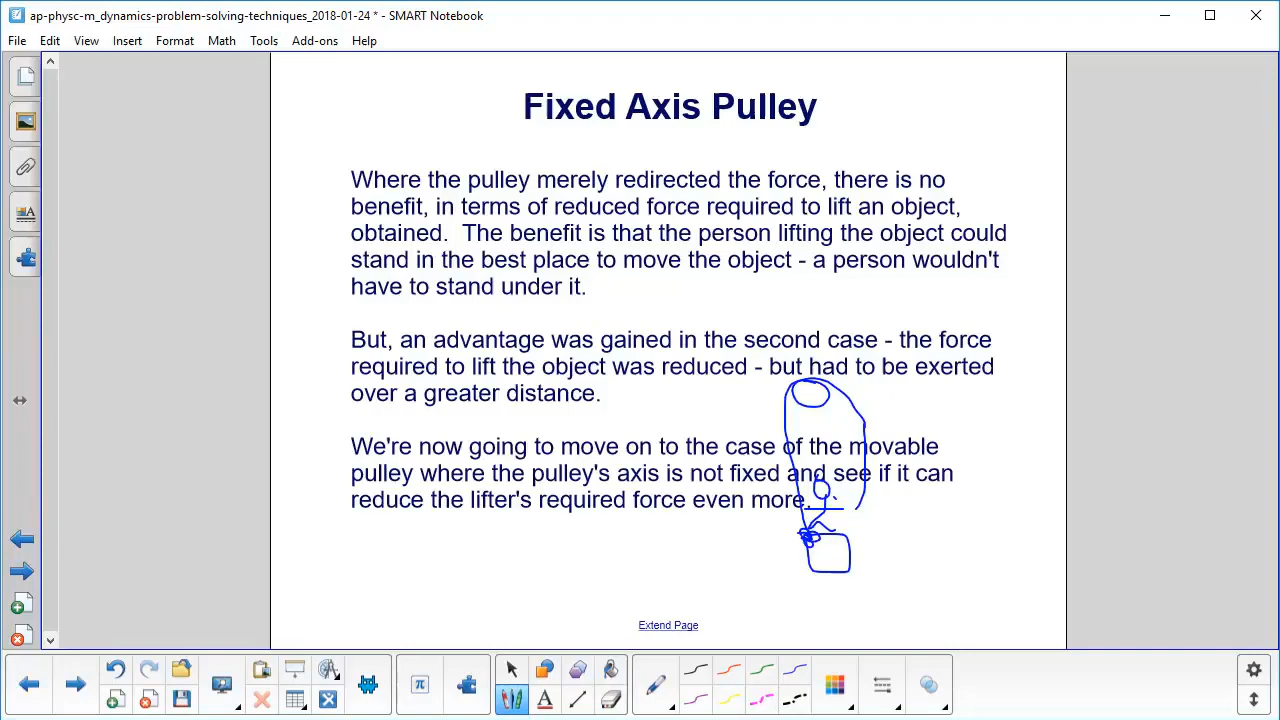 ap-physc-m_dynamics-problem-solving-techniques_2018-01-24 * - SMART Notebook
File Edit View Insert Format Math Tools Add-ons Help
Fixed Axis Pulley
Where the pulley merely redirected the force, there is no
benefit, in terms of reduced force required to lift an object,
obtained.  The benefit is that the person lifting the object could
stand in the best place to move the object - a person wouldn't
have to stand under it.
But, an advantage was gained in the second case - the force
required to lift the object was reduced - but had to be exerted
over a greater distance.
We're now going to move on to the case of the movable
pulley where the pulley's axis is not fixed and see if it can
reduce the lifter's required force even more.
Extend Page
π
A